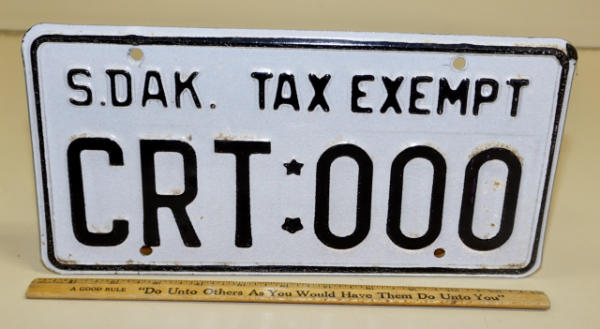 S.DAK. TAX EXEMPT
CRT:000
A GOOD RULE "Do Unto Others As You Would Have Them Do Unto You"